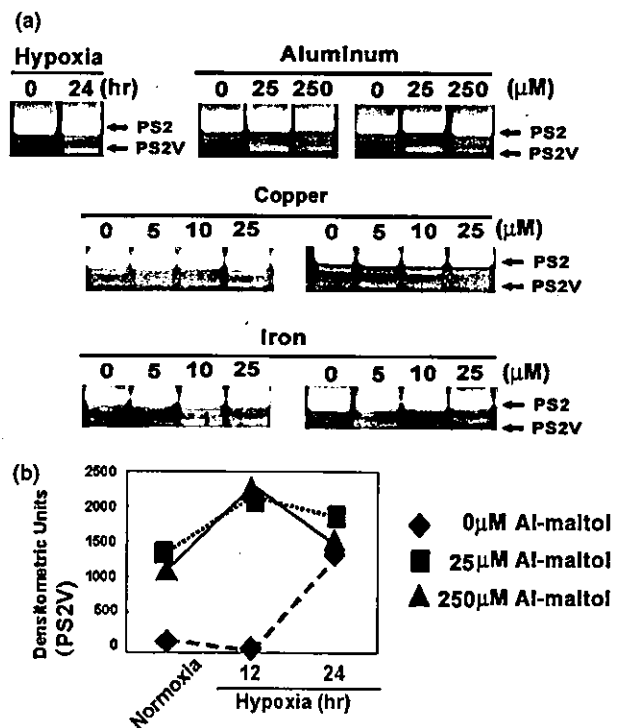 (a)
Hypoxia
0 24 (hr)
PS2
PS2V
Aluminum
0 25 250 0 25 250 (μM)
PS2
PS2V
Copper
0 5 10 25 0 5 10 25 (μM)
PS2
PS2V
Iron
0 5 10 25 0 5 10 25 (μM)
PS2
PS2V
(b)
Densitometric Units
(PS2V)
2500
2000
1500
1000
500
0
Normoxia
12 24
Hypoxia (hr)
0μM Al-maltol
25μM Al-maltol
250μM Al-maltol